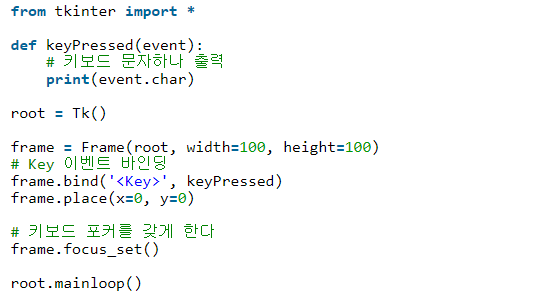 from tkinter import *
def keyPressed(event):
# 키보드 문자하나 출력
print(event.char)
root = Tk()
frame = Frame(root, width=100, height=100)
# Key 이벤트 바인딩
frame.bind('<Key>', keyPressed)
frame.place(x=0, y=0)
# 키보드 포커를 갖게 한다
frame.focus_set()
root.mainloop()